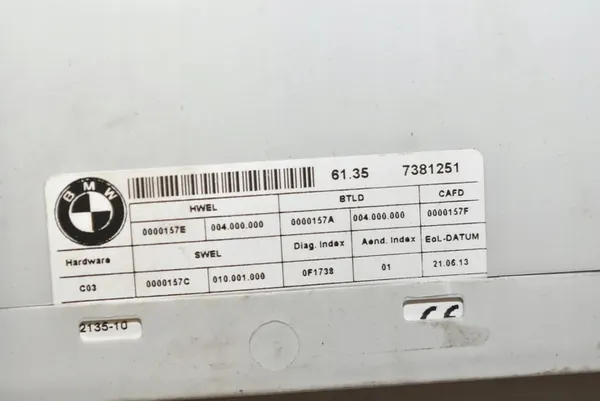 BMW
61.35 7381251
HWEL BTLD CAFD
0000157E 004.000.000 0000157A 004.000.000 0000157F
Hardware SWEL Diag. Index Aend. Index EoL-DATUM
C03 0000157C 010.001.000 0F1738 01 21.06.13
2135-10 CE